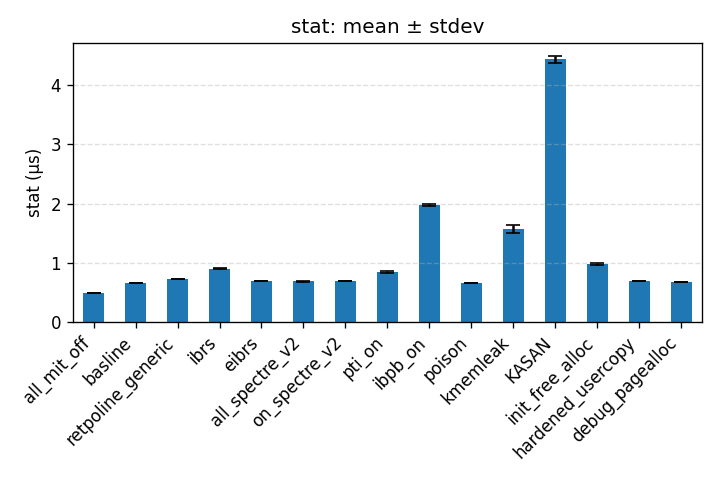 stat: mean ± stdev
stat (µs)
4
3
2
1
0
all_mit_off
basline
retpoline_generic
ibrs
eibrs
all_spectre_v2
on_spectre_v2
pti_on
ibpb_on
poison
kmemleak
KASAN
init_free_alloc
hardened_usercopy
debug_pagealloc